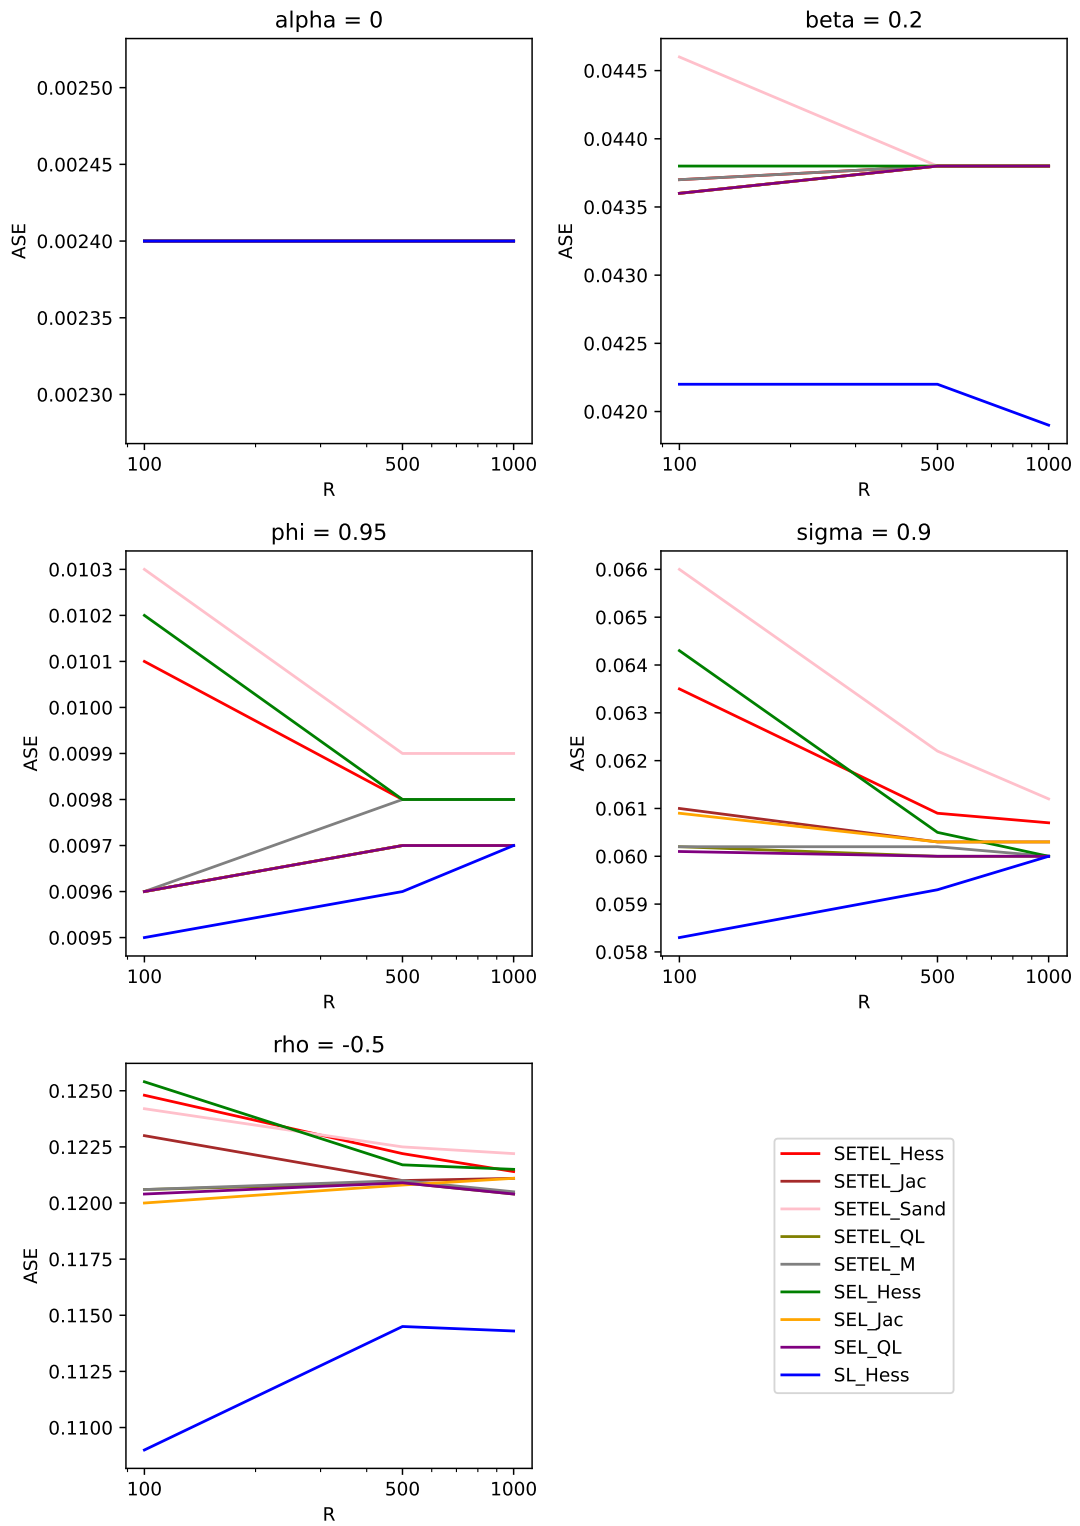 alpha = 0
0.00250
0.00245
0.00240
0.00235
0.00230
ASE
100
500
1000
R
beta = 0.2
0.0445
0.0440
0.0435
0.0430
0.0425
0.0420
ASE
100
500
1000
R
phi = 0.95
0.0103
0.0102
0.0101
0.0100
0.0099
0.0098
0.0097
0.0096
0.0095
ASE
100
500
1000
R
sigma = 0.9
0.066
0.065
0.064
0.063
0.062
0.061
0.060
0.059
0.058
ASE
100
500
1000
R
rho = -0.5
0.1250
0.1225
0.1200
0.1175
0.1150
0.1125
0.1100
ASE
100
500
1000
R
SETEL_Hess
SETEL_Jac
SETEL_Sand
SETEL_QL
SETEL_M
SEL_Hess
SEL_Jac
SEL_QL
SL_Hess